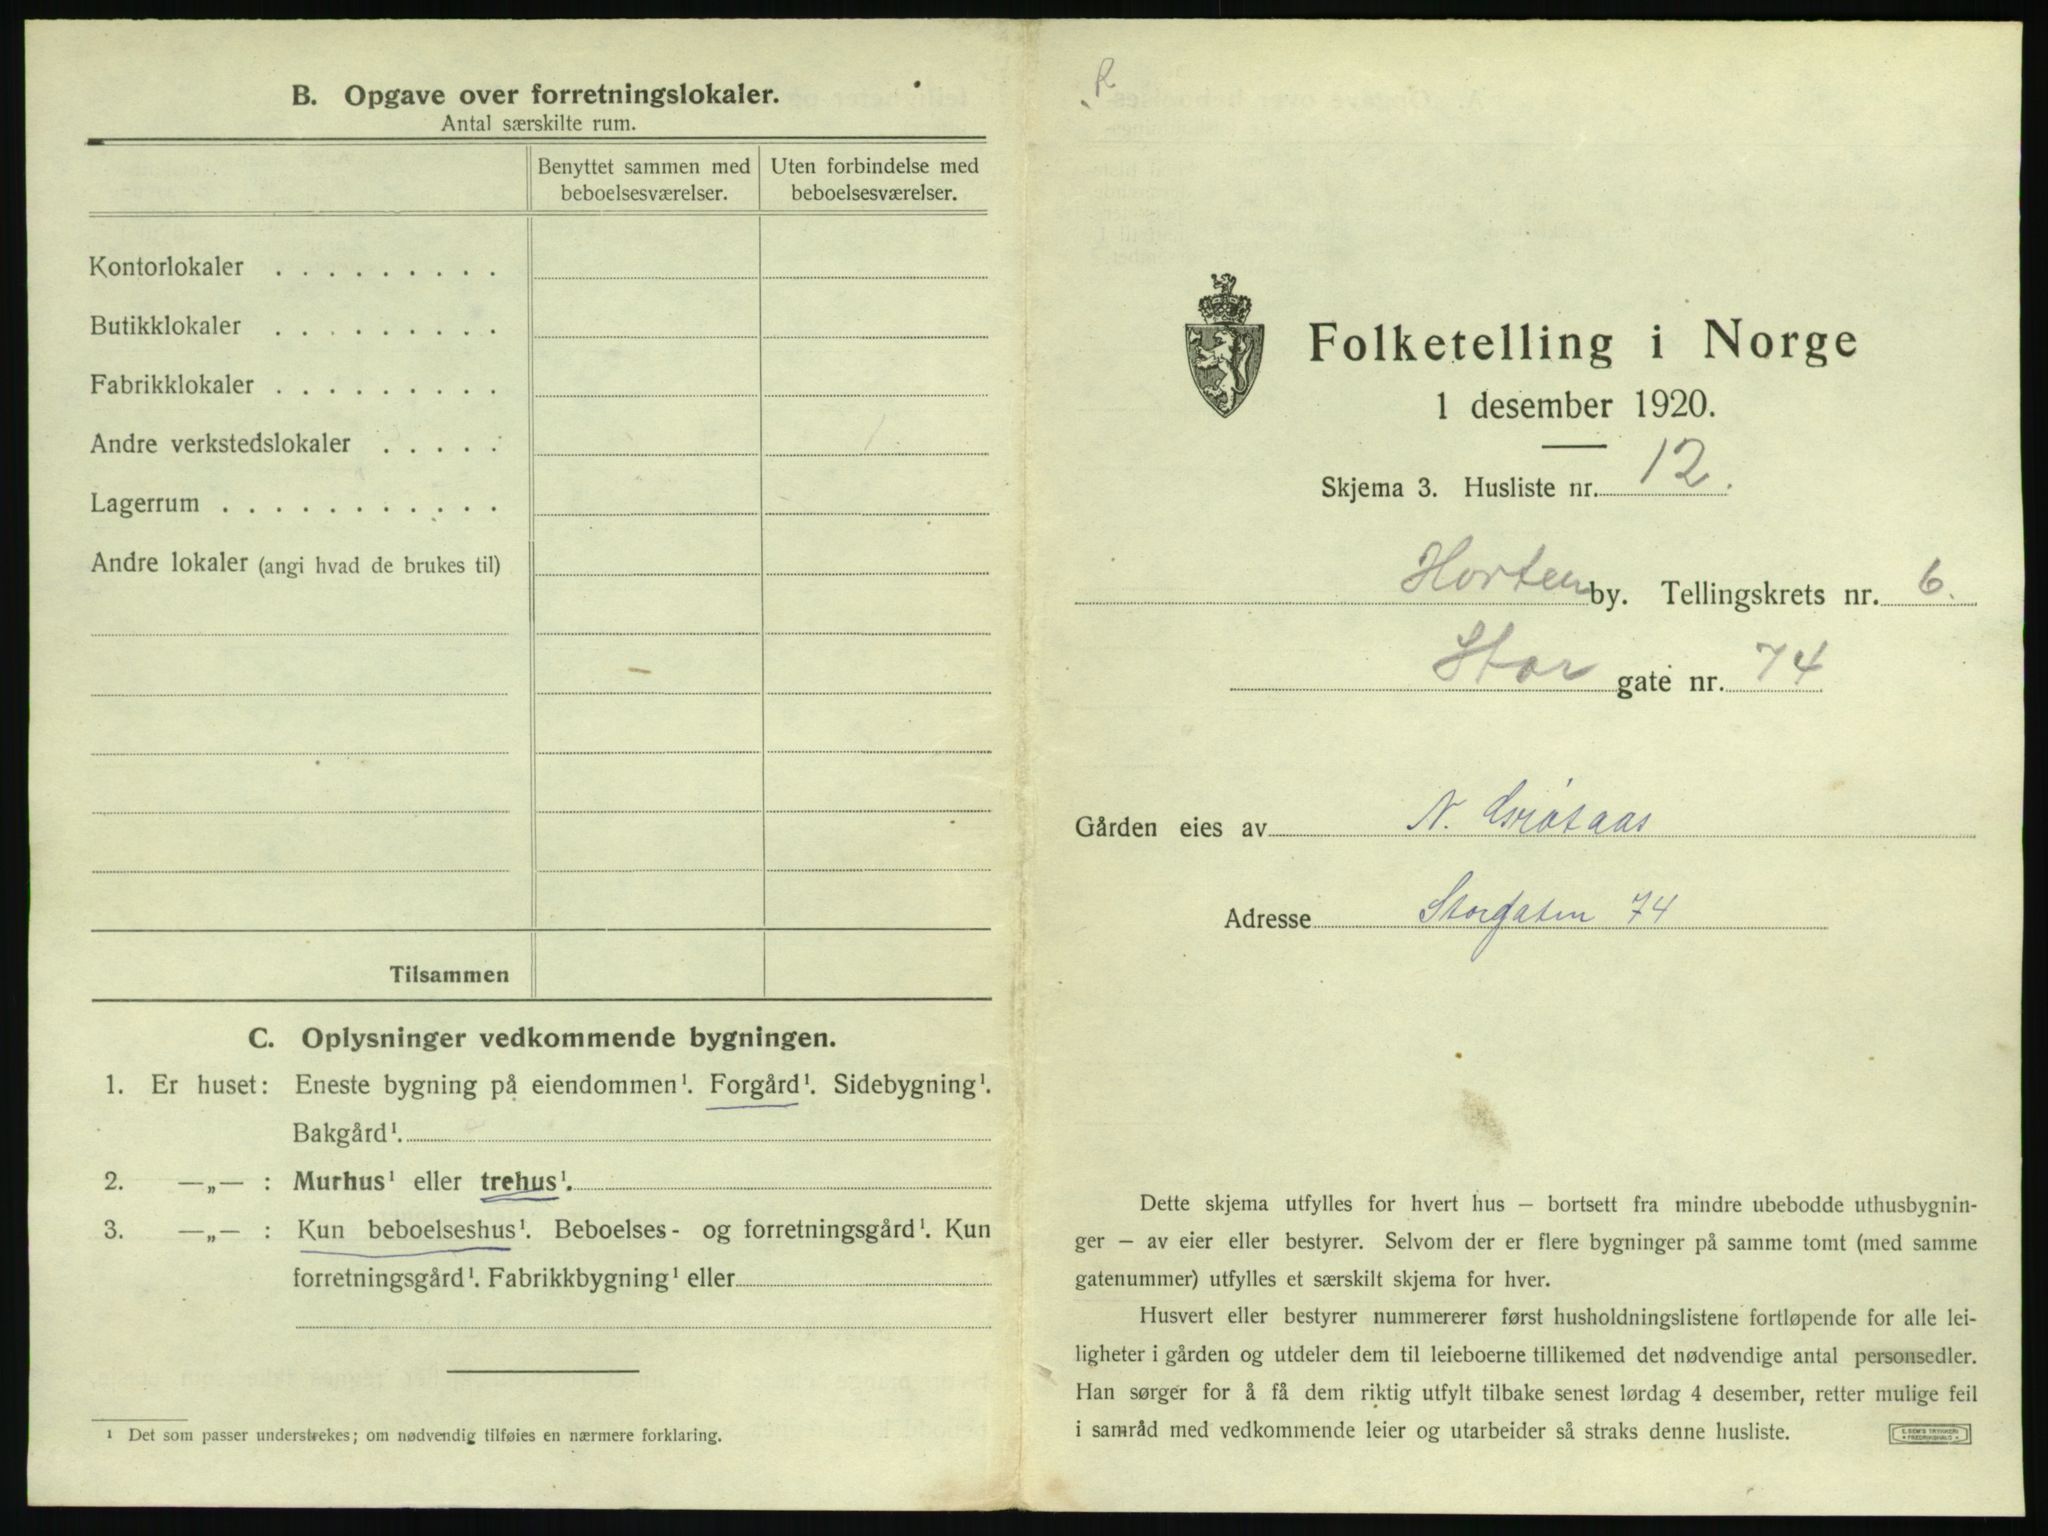 B. Opgave over forretningslokaler.
Antal særskilte rum.
Benyttet sammen med beboelsesværelser.
Uten forbindelse med beboelsesværelser.
Kontorlokaler . . . . . . . . .
Butikklokaler . . . . . . . . .
Fabrikklokaler . . . . . . . . .
Andre verkstedslokaler . . . . . 1
Lagerrum . . . . . . . . . . .
Andre lokaler (angi hvad de brukes til)
Tilsammen
C. Oplysninger vedkommende bygningen.
1. Er huset: Eneste bygning på eiendommen¹. Forgård¹. Sidebygning¹.
Bakgård¹.
2. —„— : Murhus¹ eller trehus¹.
3. —„— : Kun beboelseshus¹. Beboelses- og forretningsgård¹. Kun
forretningsgård¹. Fabrikkbygning¹ eller
¹ Det som passer understrekes; om nødvendig tilføies en nærmere forklaring.
R
Folketelling i Norge
1 desember 1920.
Skjema 3. Husliste nr. 12.
Horten by. Tellingskrets nr. 6.
Stor gate nr. 74
Gården eies av N.
Adresse Storgaten 74
Dette skjema utfylles for hvert hus — bortsett fra mindre ubebodde uthusbygnin-
ger — av eier eller bestyrer. Selvom der er flere bygninger på samme tomt (med samme
gatenummer) utfylles et særskilt skjema for hver.
Husvert eller bestyrer nummererer først husholdningslistene fortløpende for alle lei-
ligheter i gården og utdeler dem til leieboerne tillikemed det nødvendige antal personsedler.
Han sørger for å få dem riktig utfylt tilbake senest lørdag 4 desember, retter mulige feil
i samråd med vedkommende leier og utarbeider så straks denne husliste.
E. SEM'S TRYKKERI
FREDRIKSHALD